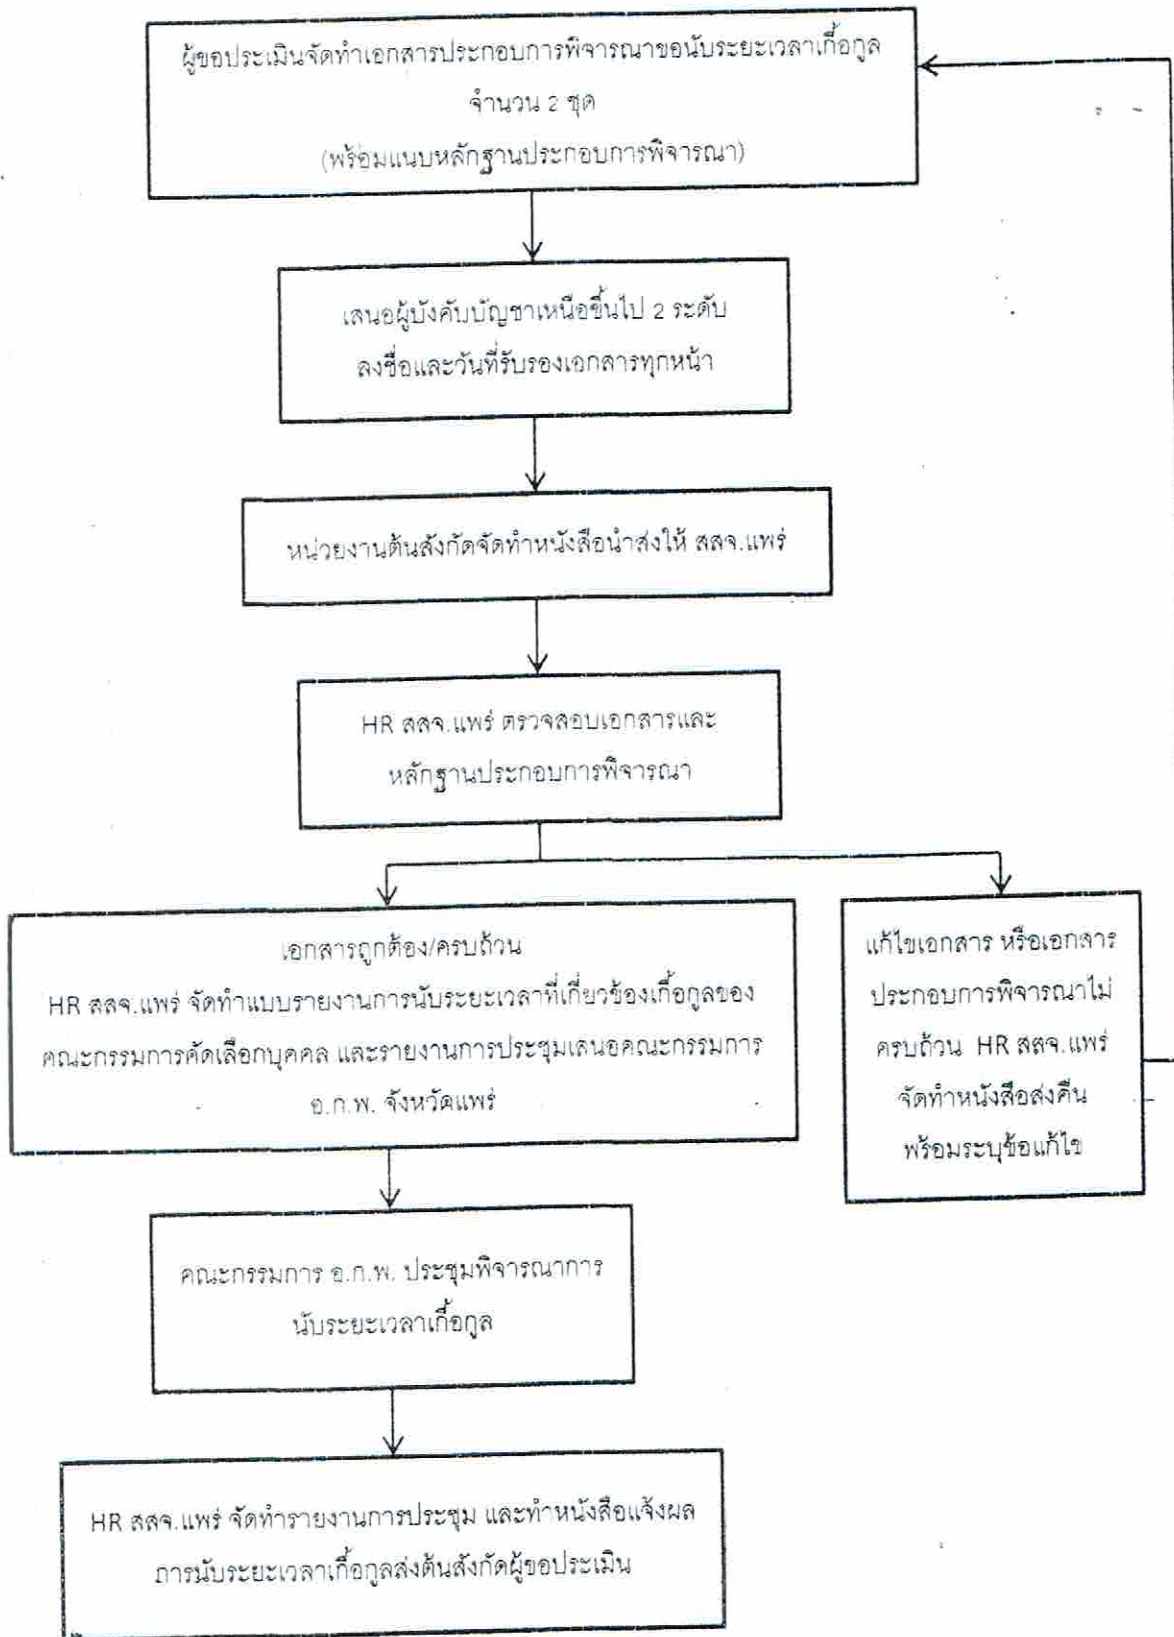 ผู้ขอประเมินจัดทำเอกสารประกอบการพิจารณาขอนับระยะเวลาเกื้อกูล
จำนวน 2 ชุด
(พร้อมแนบหลักฐานประกอบการพิจารณา)
เสนอผู้บังคับบัญชาเหนือขึ้นไป 2 ระดับ
ลงชื่อและวันที่รับรองเอกสารทุกหน้า
หน่วยงานต้นสังกัดจัดทำหนังสือนำส่งให้ สสจ.แพร่
HR สสจ.แพร่ ตรวจสอบเอกสารและ
หลักฐานประกอบการพิจารณา
เอกสารถูกต้อง/ครบถ้วน
HR สสจ.แพร่ จัดทำแบบรายงานการนับระยะเวลาที่เกี่ยวข้องเกื้อกูลของ
คณะกรรมการคัดเลือกบุคคล และรายงานการประชุมเสนอคณะกรรมการ
อ.ก.พ. จังหวัดแพร่
แก้ไขเอกสาร หรือเอกสาร
ประกอบการพิจารณาไม่
ครบถ้วน HR สสจ.แพร่
จัดทำหนังสือส่งคืน
พร้อมระบุข้อแก้ไข
คณะกรรมการ อ.ก.พ. ประชุมพิจารณาการ
นับระยะเวลาเกื้อกูล
HR สสจ.แพร่ จัดทำรายงานการประชุม และทำหนังสือแจ้งผล
การนับระยะเวลาเกื้อกูลส่งต้นสังกัดผู้ขอประเมิน